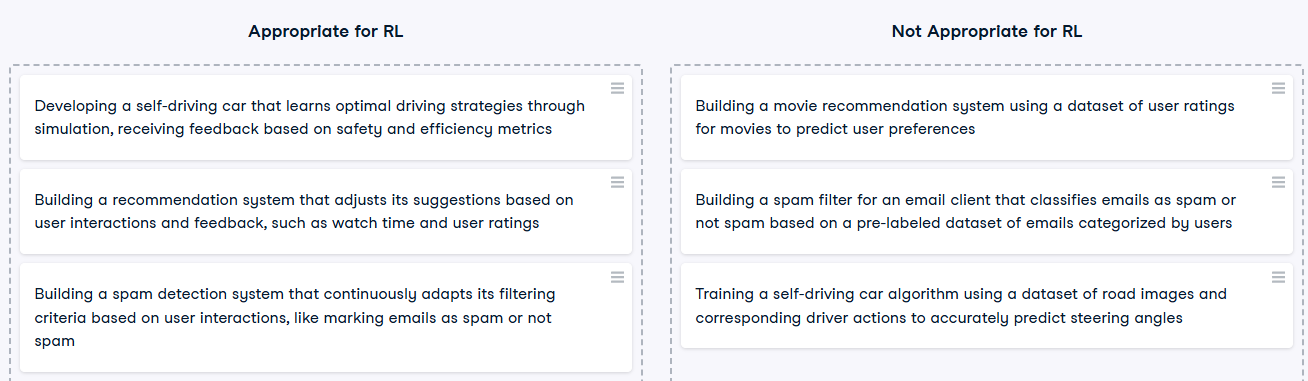 Appropriate for RL
Developing a self-driving car that learns optimal driving strategies through
simulation, receiving feedback based on safety and efficiency metrics
Building a recommendation system that adjusts its suggestions based on
user interactions and feedback, such as watch time and user ratings
Building a spam detection system that continuously adapts its filtering
criteria based on user interactions, like marking emails as spam or not
spam
Not Appropriate for RL
Building a movie recommendation system using a dataset of user ratings
for movies to predict user preferences
Building a spam filter for an email client that classifies emails as spam or
not spam based on a pre-labeled dataset of emails categorized by users
Training a self-driving car algorithm using a dataset of road images and
corresponding driver actions to accurately predict steering angles